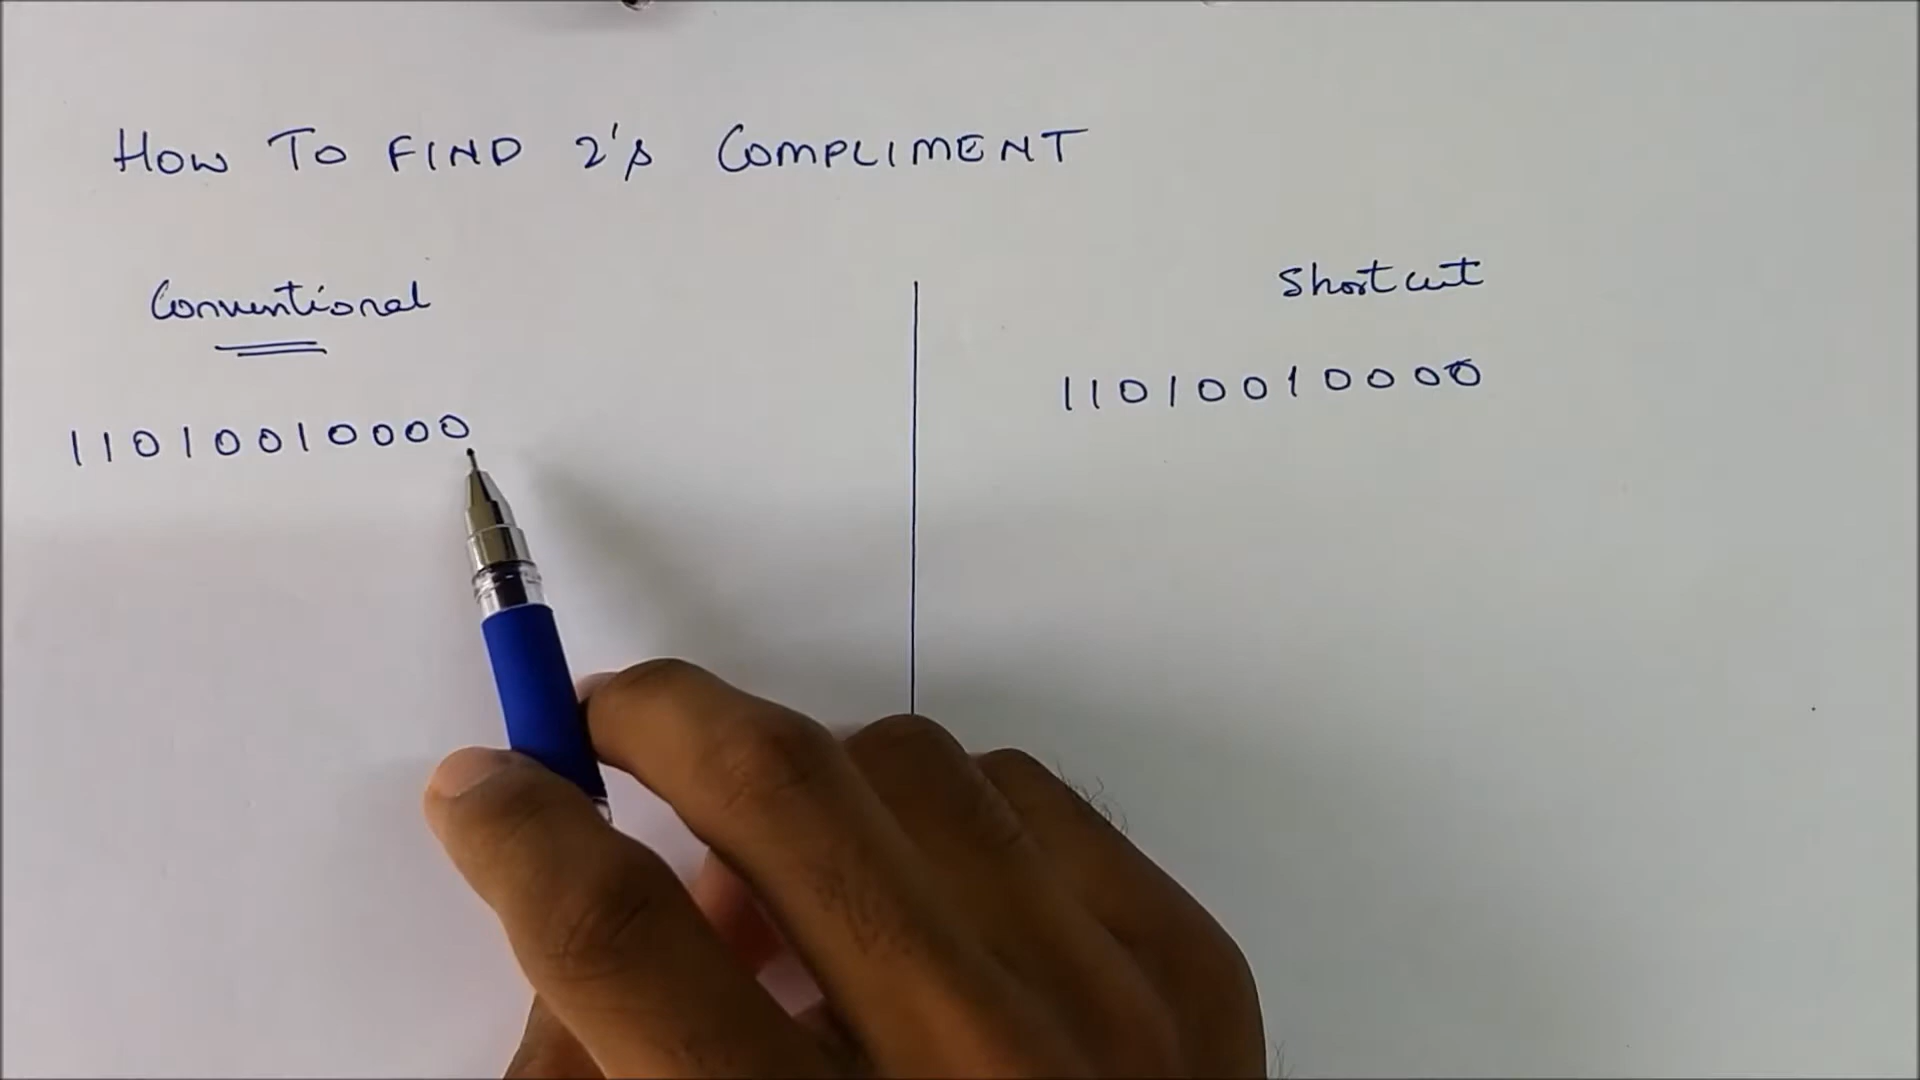 HOW TO FIND 2's COMPLIMENT
Conventional
11010010000
Shortcut
11010010000